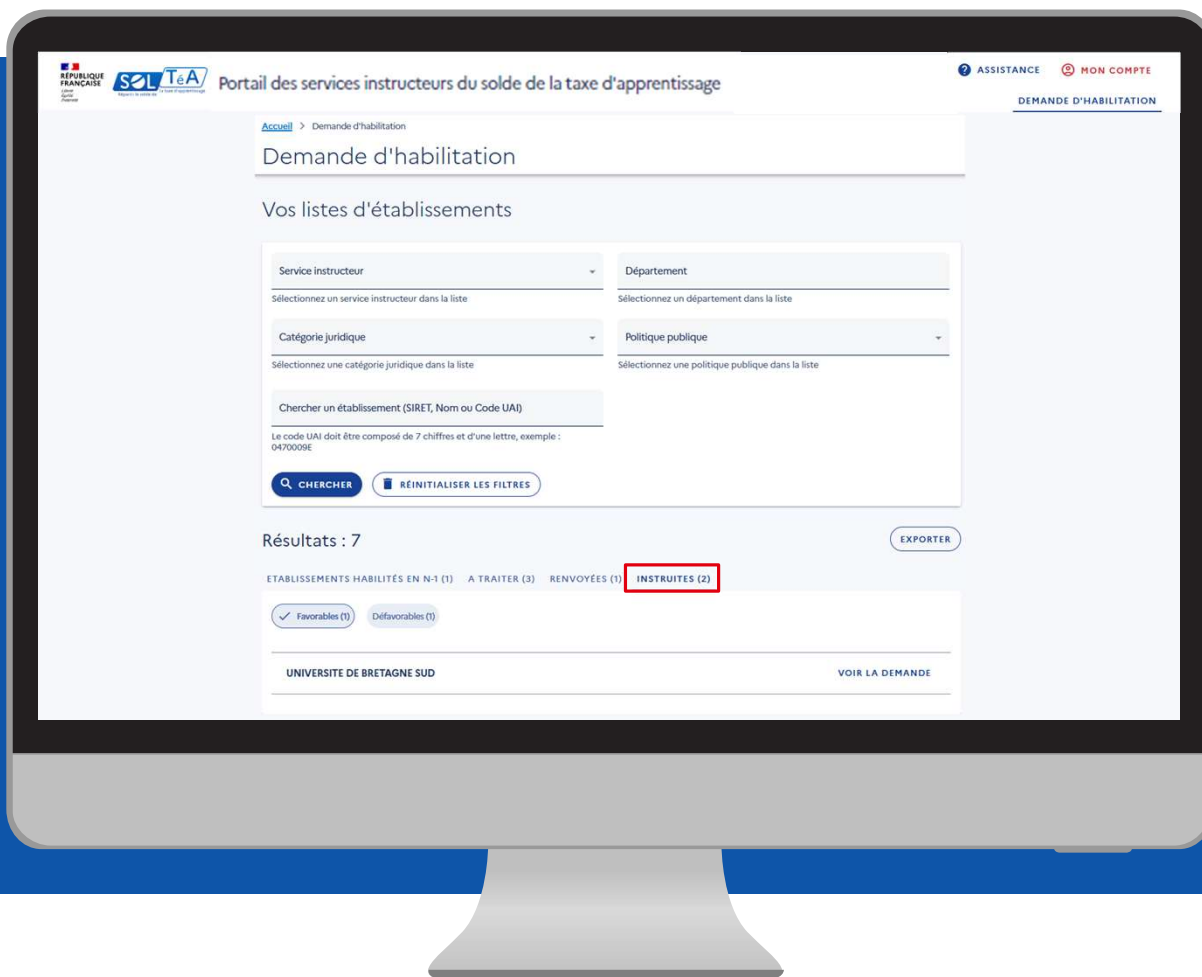 RÉPUBLIQUE
FRANÇAISE
Liberté
Égalité
Fraternité
SOLTéA
Portail des services instructeurs du solde de la taxe d'apprentissage
ASSISTANCE
MON COMPTE
DEMANDE D'HABILITATION
Accueil > Demande d'habilitation
Demande d'habilitation
Vos listes d'établissements
Service instructeur
Département
Sélectionnez un service instructeur dans la liste
Sélectionnez un département dans la liste
Catégorie juridique
Politique publique
Sélectionnez une catégorie juridique dans la liste
Sélectionnez une politique publique dans la liste
Chercher un établissement (SIRET, Nom ou Code UAI)
Le code UAI doit être composé de 7 chiffres et d'une lettre, exemple :
0470009E
CHERCHER
RÉINITIALISER LES FILTRES
Résultats : 7
EXPORTER
ETABLISSEMENTS HABILITÉS EN N-1 (1)
A TRAITER (3)
RENVOYÉES (1)
INSTRUITES (2)
Favorables (1)
Défavorables (1)
UNIVERSITE DE BRETAGNE SUD
VOIR LA DEMANDE